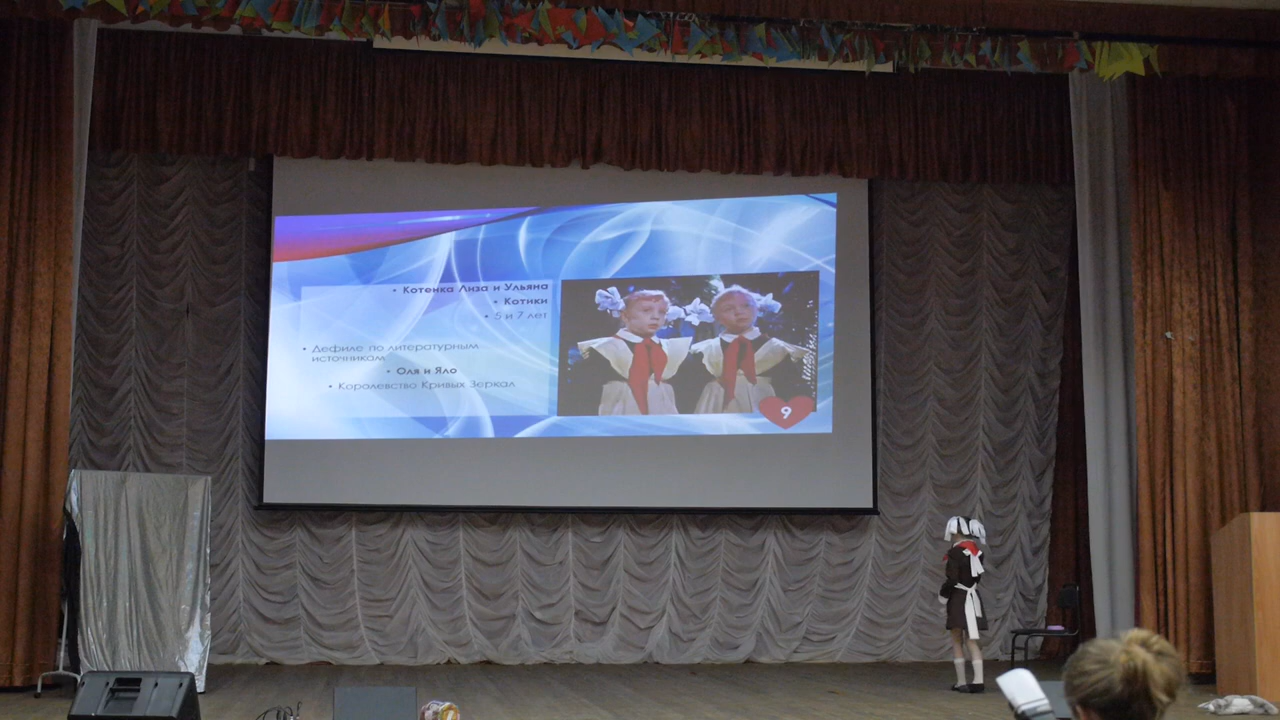 • Котенка Лиза и Ульяна
• Котики
• 5 и 7 лет
• Дефиле по литературным
источникам
• Оля и Яло
• Королевство Кривых Зеркал
9